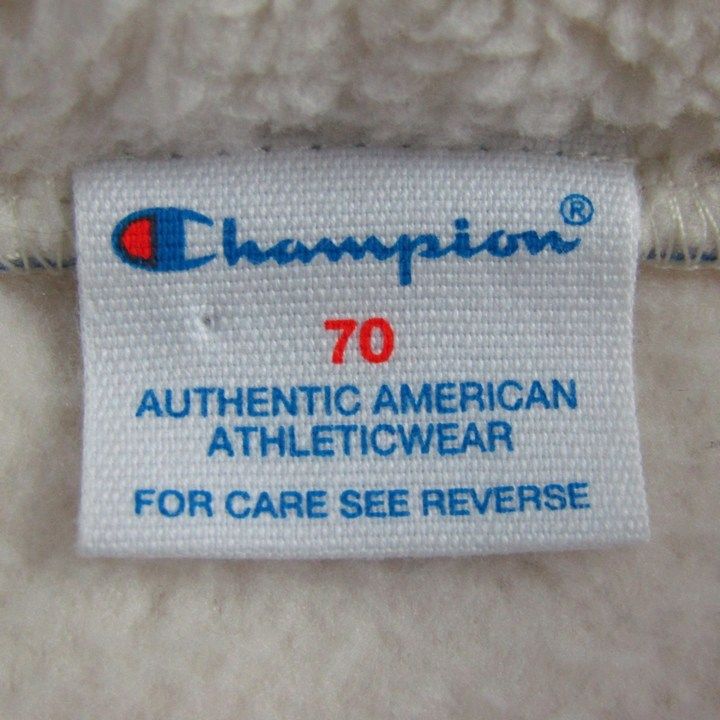 Champion®
70
AUTHENTIC AMERICAN
ATHLETICWEAR
FOR CARE SEE REVERSE